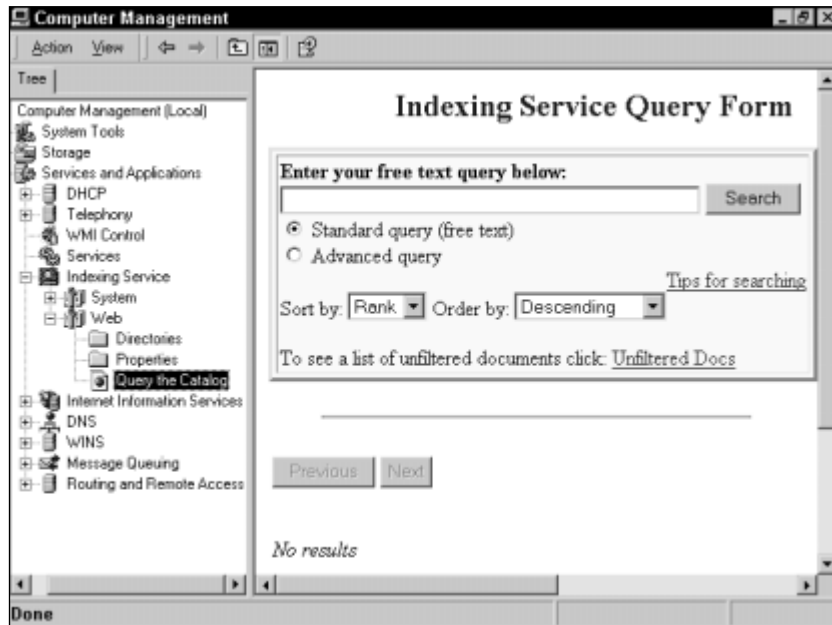 Computer Management
Action View
Tree
Computer Management (Local)
System Tools
Storage
Services and Applications
DHCP
Telephony
WMI Control
Services
Indexing Service
System
Web
Directories
Properties
Query the Catalog
Internet Information Services
DNS
WINS
Message Queuing
Routing and Remote Access
Indexing Service Query Form
Enter your free text query below:
Search
Standard query (free text)
Advanced query
Tips for searching
Sort by: Rank Order by: Descending
To see a list of unfiltered documents click: Unfiltered Docs
Previous Next
No results
Done